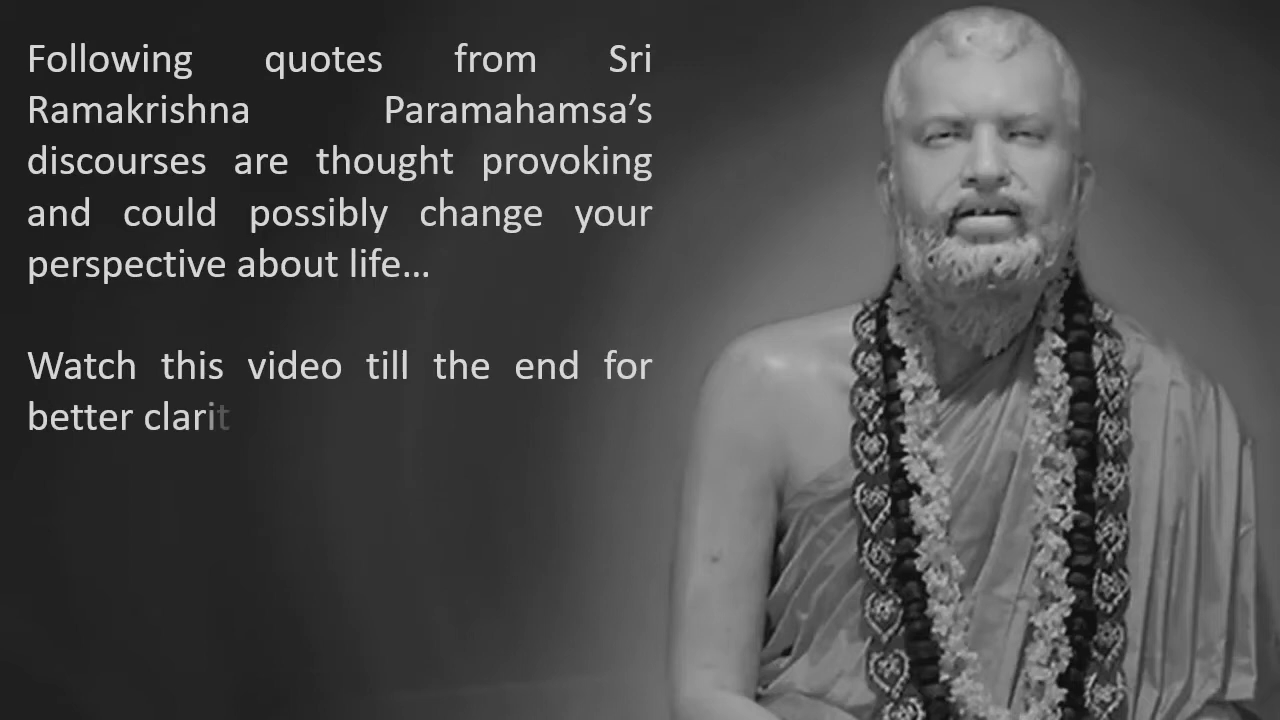 Following quotes from Sri
Ramakrishna Paramahamsa’s
discourses are thought provoking
and could possibly change your
perspective about life...

Watch this video till the end for
better clarit